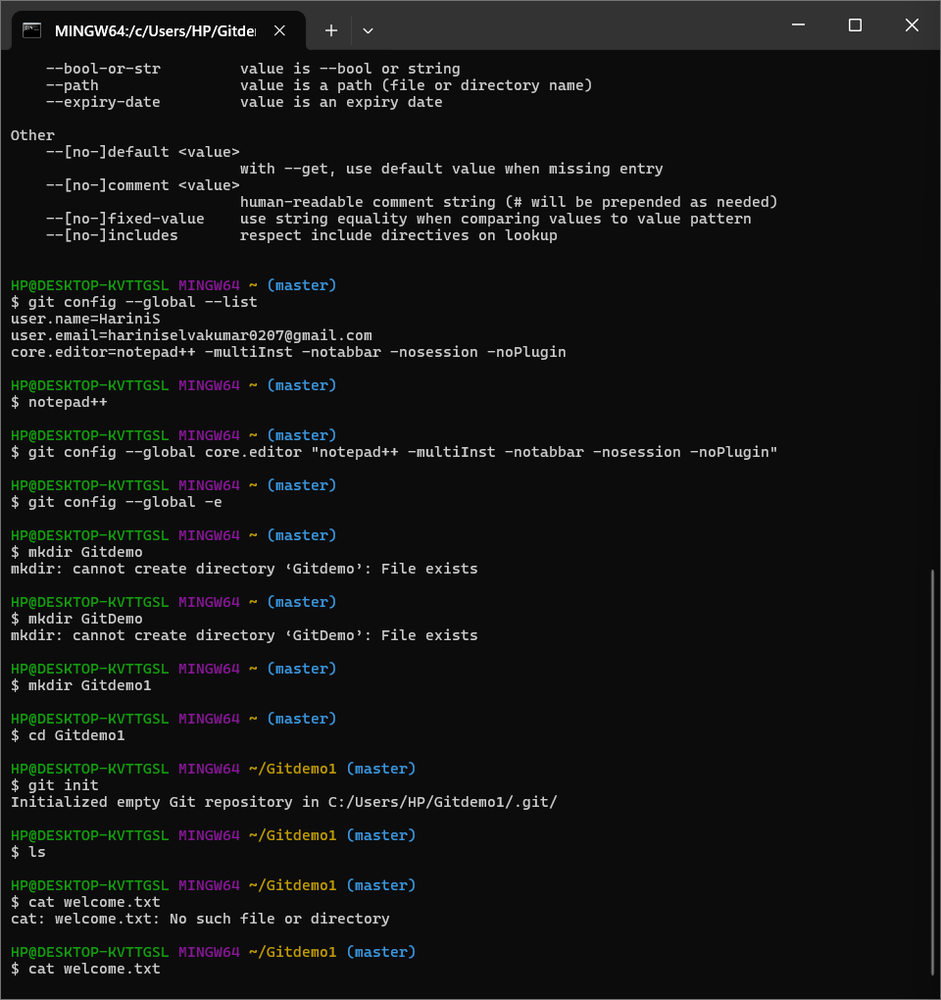 MINGW64:/c/Users/HP/Gitde
--bool-or-str value is --bool or string
--path value is a path (file or directory name)
--expiry-date value is an expiry date
Other
--[no-]default <value>
with --get, use default value when missing entry
--[no-]comment <value>
human-readable comment string (# will be prepended as needed)
--[no-]fixed-value use string equality when comparing values to value pattern
--[no-]includes respect include directives on lookup
HP@DESKTOP-KVTTGSL MINGW64 ~ (master)
$ git config --global --list
user.name=HariniS
user.email=hariniselvakumar0207@gmail.com
core.editor=notepad++ -multiInst -notabbar -nosession -noPlugin
HP@DESKTOP-KVTTGSL MINGW64 ~ (master)
$ notepad++
HP@DESKTOP-KVTTGSL MINGW64 ~ (master)
$ git config --global core.editor "notepad++ -multiInst -notabbar -nosession -noPlugin"
HP@DESKTOP-KVTTGSL MINGW64 ~ (master)
$ git config --global -e
HP@DESKTOP-KVTTGSL MINGW64 ~ (master)
$ mkdir Gitdemo
mkdir: cannot create directory ‘Gitdemo’: File exists
HP@DESKTOP-KVTTGSL MINGW64 ~ (master)
$ mkdir GitDemo
mkdir: cannot create directory ‘GitDemo’: File exists
HP@DESKTOP-KVTTGSL MINGW64 ~ (master)
$ mkdir Gitdemo1
HP@DESKTOP-KVTTGSL MINGW64 ~ (master)
$ cd Gitdemo1
HP@DESKTOP-KVTTGSL MINGW64 ~/Gitdemo1 (master)
$ git init
Initialized empty Git repository in C:/Users/HP/Gitdemo1/.git/
HP@DESKTOP-KVTTGSL MINGW64 ~/Gitdemo1 (master)
$ ls
HP@DESKTOP-KVTTGSL MINGW64 ~/Gitdemo1 (master)
$ cat welcome.txt
cat: welcome.txt: No such file or directory
HP@DESKTOP-KVTTGSL MINGW64 ~/Gitdemo1 (master)
$ cat welcome.txt